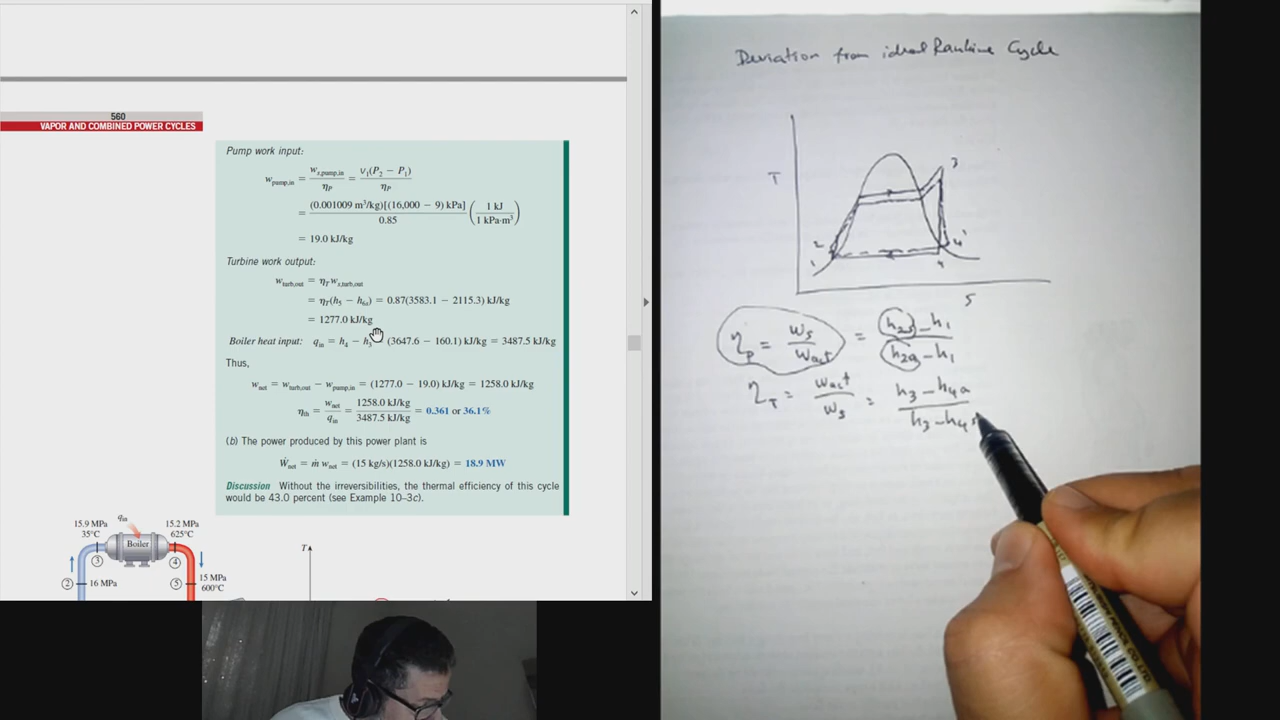 560
VAPOR AND COMBINED POWER CYCLES
Pump work input:
w_pump,in = w_s,pump,in / η_P = v_1(P_2 − P_1) / η_P
= (0.001009 m³/kg)[(16,000 − 9) kPa] / 0.85 (1 kJ / 1 kPa·m³)
= 19.0 kJ/kg
Turbine work output:
w_turb,out = η_T w_s,turb,out
= η_T(h_5 − h_6s) = 0.87(3583.1 − 2115.3) kJ/kg
= 1277.0 kJ/kg
Boiler heat input: q_in = h_4 − h_3 (3647.6 − 160.1) kJ/kg = 3487.5 kJ/kg
Thus,
w_net = w_turb,out − w_pump,in = (1277.0 − 19.0) kJ/kg = 1258.0 kJ/kg
η_th = w_net / q_in = 1258.0 kJ/kg / 3487.5 kJ/kg = 0.361 or 36.1%
(b) The power produced by this power plant is
Ẇ_net = ṁ w_net = (15 kg/s)(1258.0 kJ/kg) = 18.9 MW
Discussion Without the irreversibilities, the thermal efficiency of this cycle
would be 43.0 percent (see Example 10–3c).
q_in
15.9 MPa
35°C
15.2 MPa
625°C
Boiler
3
4
2
16 MPa
5
15 MPa
600°C
T
Deviation from ideal Rankine Cycle
T
3
2
1
4'
4
S
η_p = w_s / w_act = h_2s − h_1 / h_2a − h_1
η_T = w_act / w_s = h_3 − h_4a / h_3 − h_4s